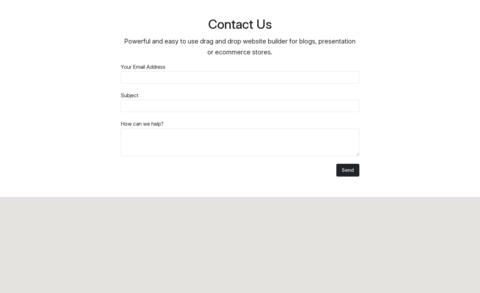 Contact Us
Powerful and easy to use drag and drop website builder for blogs, presentation
or ecommerce stores.
Your Email Address
Subject
How can we help?
Send